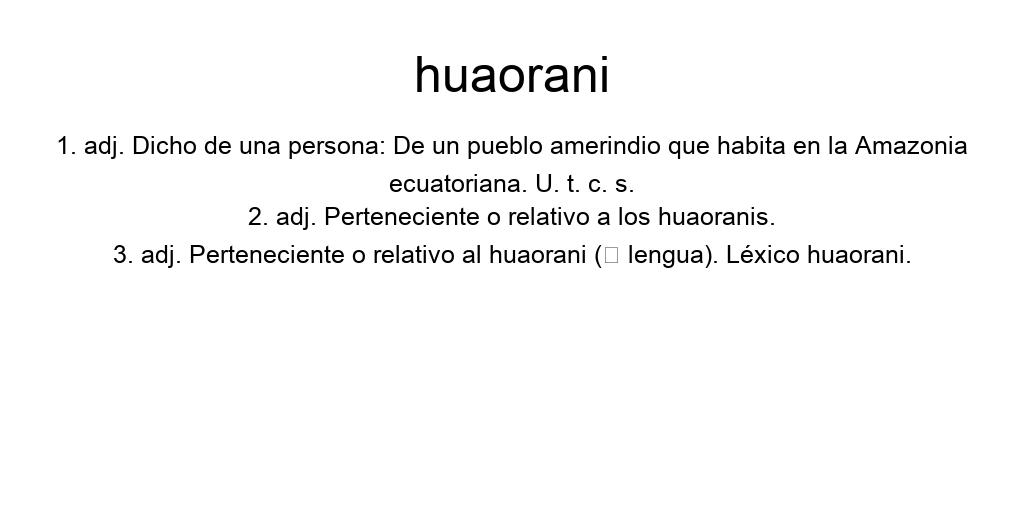 huaorani
1. adj. Dicho de una persona: De un pueblo amerindio que habita en la Amazonia
ecuatoriana. U. t. c. s.
2. adj. Perteneciente o relativo a los huaoranis.
3. adj. Perteneciente o relativo al huaorani (□ lengua). Léxico huaorani.